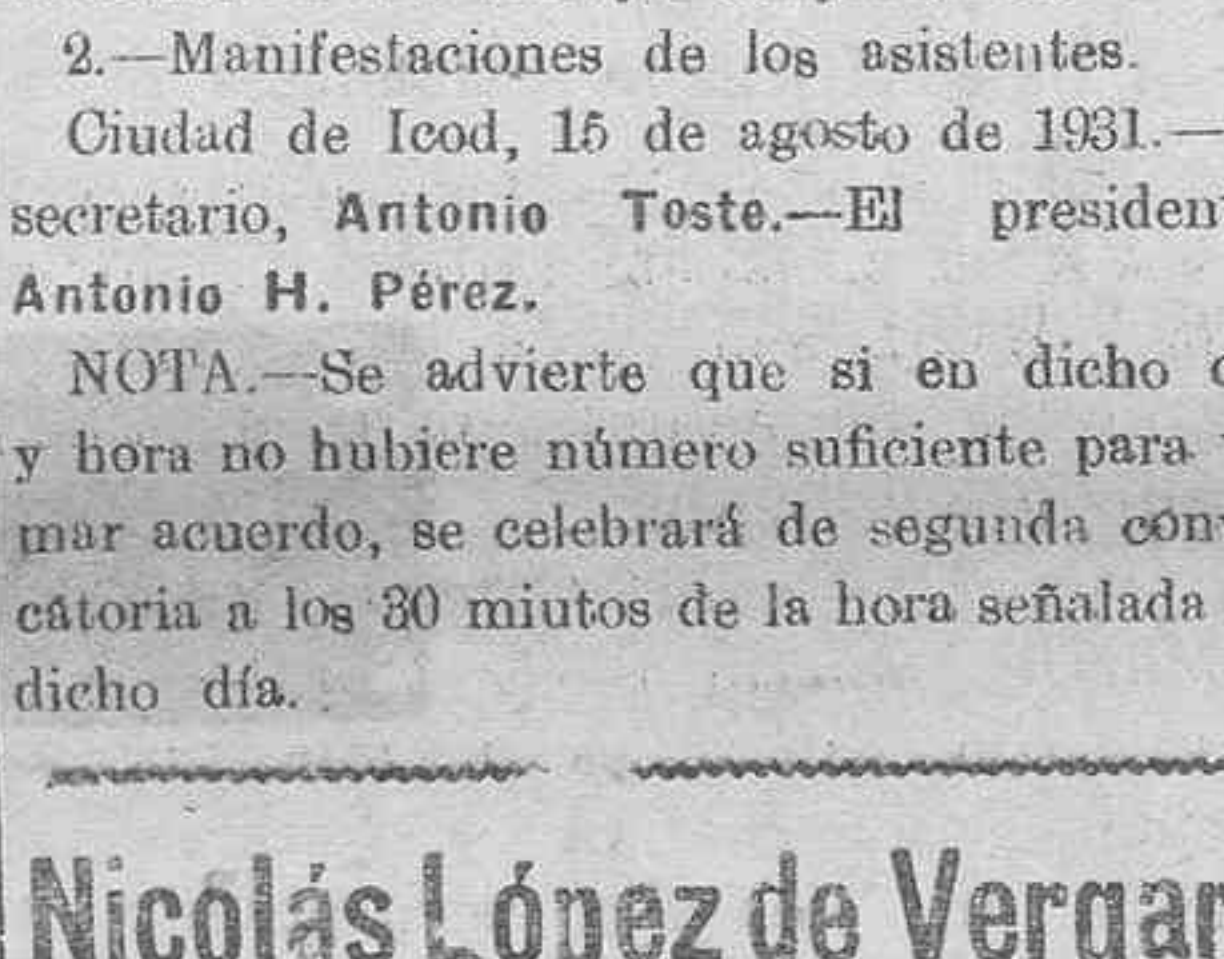 2.—Manifestaciones de los asistentes.
Ciudad de Icod, 15 de agosto de 1931.—
secretario, Antonio Toste.—El presiden
Antonio H. Pérez.
NOTA.—Se advierte que si en dicho
y hora no hubiere número suficiente para
mar acuerdo, se celebrará de segunda con
catoria a los 30 miutos de la hora señalada
dicho día.
Nicolás López de Vergar